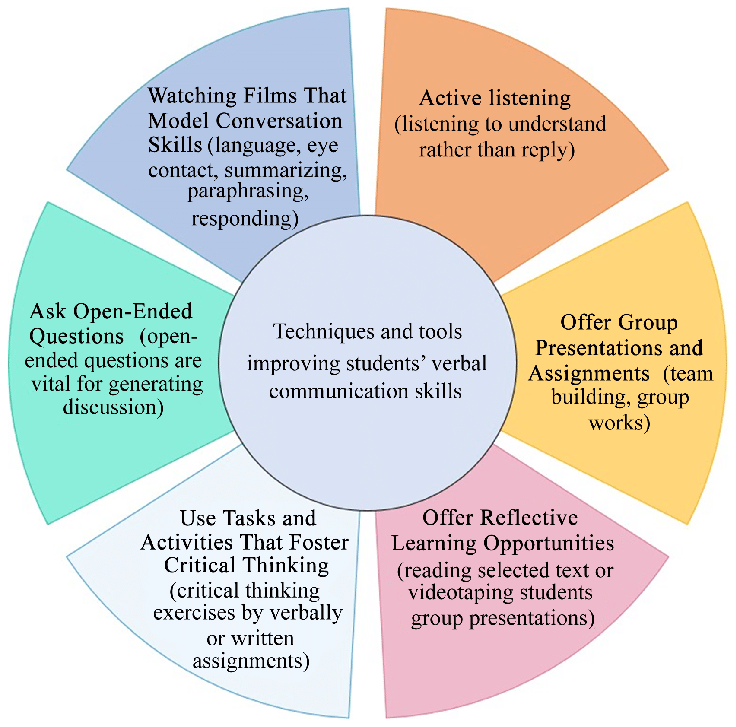 Watching Films That
Model Conversation
Skills (language, eye
contact, summarizing,
paraphrasing,
responding)
Active listening
(listening to understand
rather than reply)
Ask Open-Ended
Questions (open-
ended questions are
vital for generating
discussion)
Techniques and tools
improving students’ verbal
communication skills
Offer Group
Presentations and
Assignments (team
building, group
works)
Use Tasks and
Activities That Foster
Critical Thinking
(critical thinking
exercises by verbally
or written
assignments)
Offer Reflective
Learning Opportunities
(reading selected text or
videotaping students
group presentations)